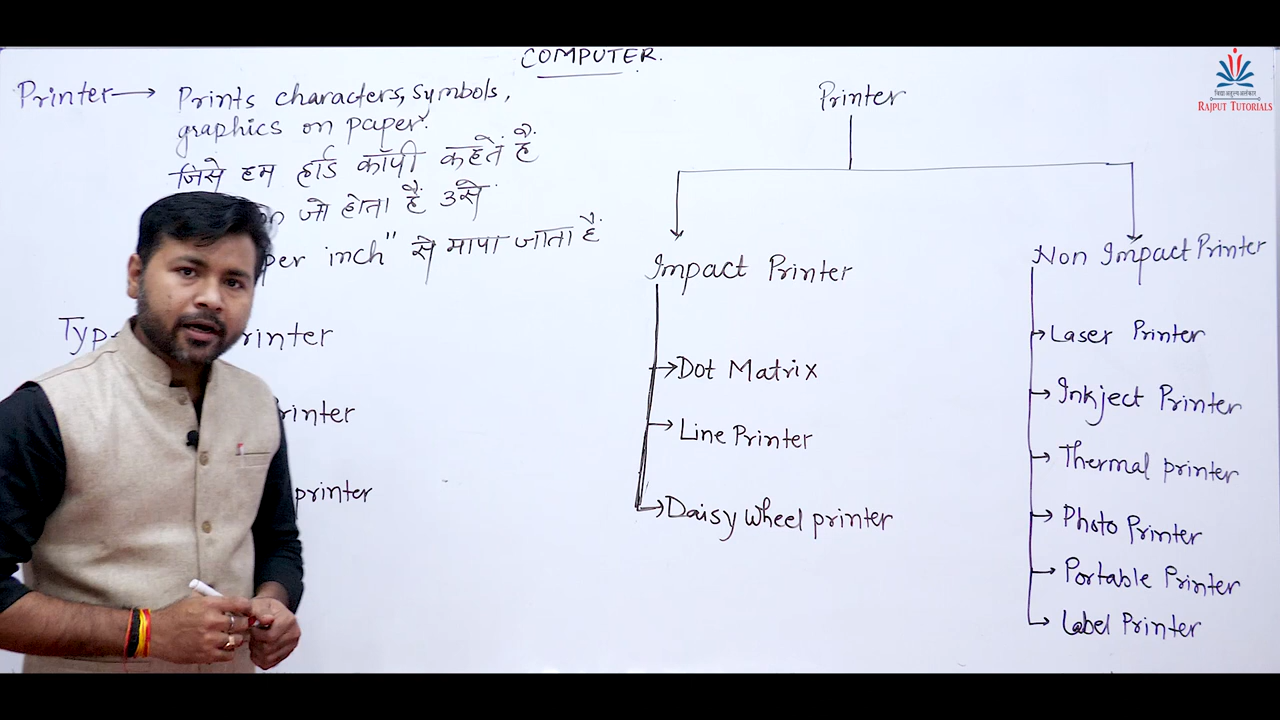 COMPUTER.
Printer → Prints characters, symbols,
graphics on paper.
जिसे हम हार्ड कॉपी कहतें हैं
जो होता हैं उसे
per inch" से मापा जाता हैं
Printer
Impact Printer
Dot Matrix
Line Printer
Daisy wheel printer
Non Impact Printer
Laser Printer
Inkject Printer
Thermal printer
Photo Printer
Portable Printer
Label Printer
printer
RAJPUT TUTORIALS